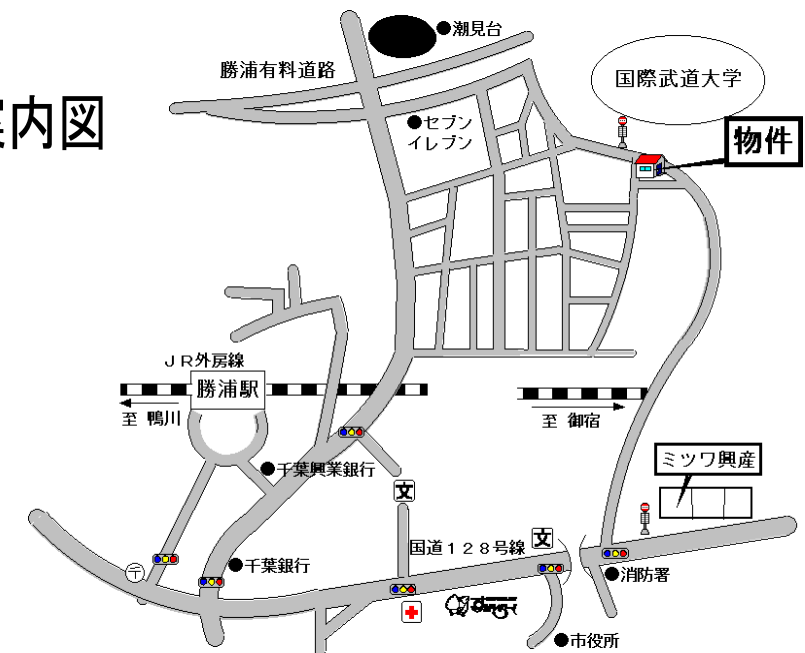 案内図
潮見台
勝浦有料道路
国際武道大学
セブン
イレブン
物件
ＪＲ外房線
勝浦駅
至 鴨川
至 御宿
千葉興業銀行
ミツワ興産
文
国道１２８号線
文
千葉銀行
〒
消防署
市役所